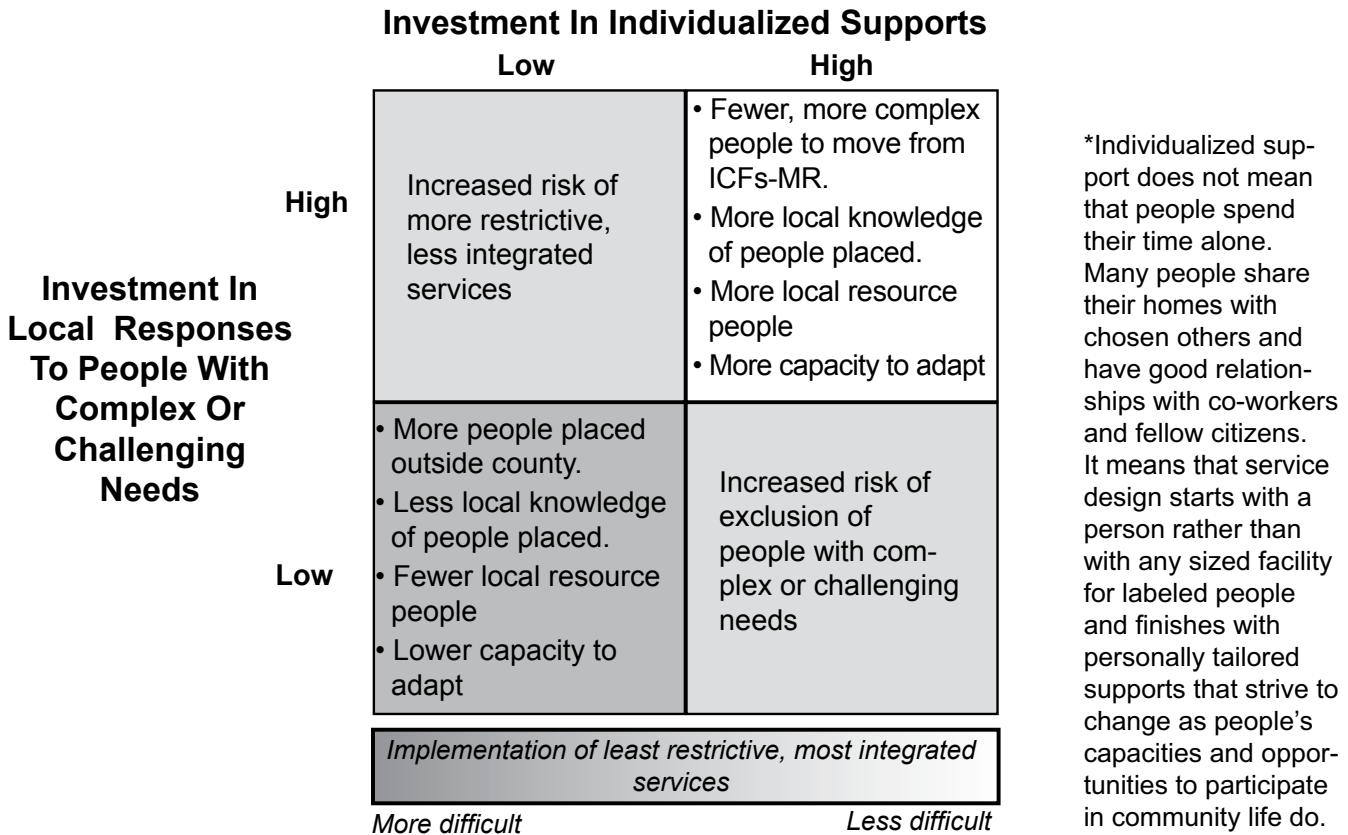 Investment In Individualized Supports
Low
High
High
Increased risk of
more restrictive,
less integrated
services
• Fewer, more complex
people to move from
ICFs-MR.
• More local knowledge
of people placed.
• More local resource
people
• More capacity to adapt
Investment In
Local Responses
To People With
Complex Or
Challenging
Needs
Low
• More people placed
outside county.
• Less local knowledge
of people placed.
• Fewer local resource
people
• Lower capacity to
adapt
Increased risk of
exclusion of
people with com-
plex or challenging
needs
Implementation of least restrictive, most integrated
services
More difficult
Less difficult
*Individualized sup-
port does not mean
that people spend
their time alone.
Many people share
their homes with
chosen others and
have good relation-
ships with co-workers
and fellow citizens.
It means that service
design starts with a
person rather than
with any sized facility
for labeled people
and finishes with
personally tailored
supports that strive to
change as people’s
capacities and oppor-
tunities to participate
in community life do.